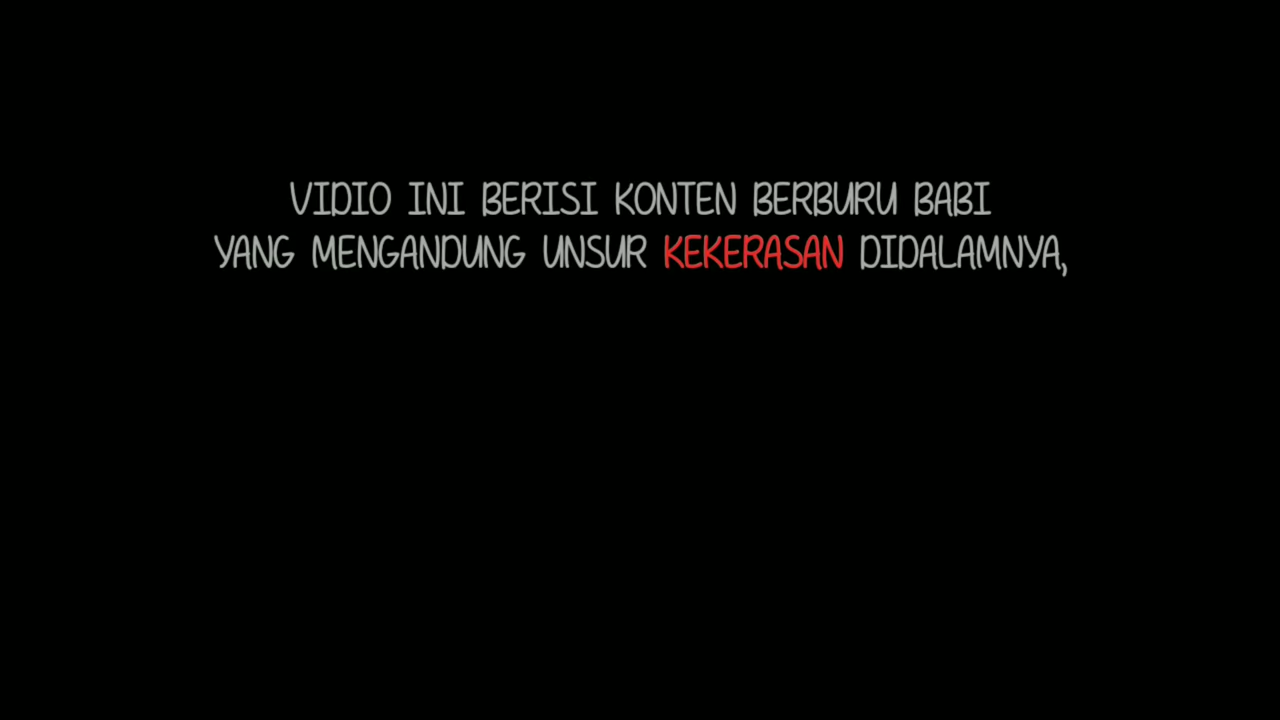 VIDIO INI BERISI KONTEN BERBURU BABI
YANG MENGANDUNG UNSUR KEKERASAN DIDALAMNYA,